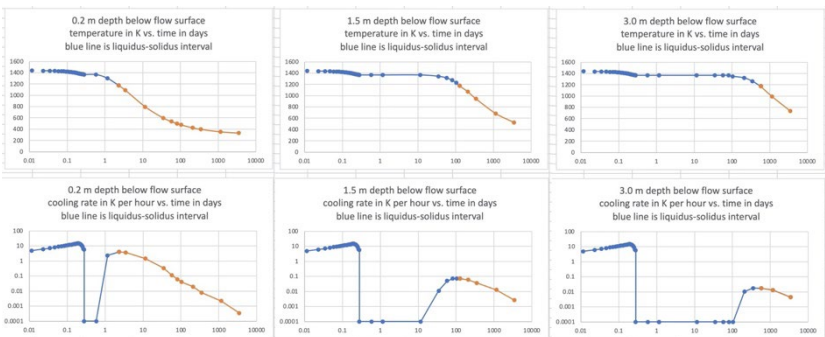 0.2 m depth below flow surface
temperature in K vs. time in days
blue line is liquidus-solidus interval
1600
1400
1200
1000
800
600
400
200
0
0.01 0.1 1 10 100 1000 10000
1.5 m depth below flow surface
temperature in K vs. time in days
blue line is liquidus-solidus interval
1600
1400
1200
1000
800
600
400
200
0
0.01 0.1 1 10 100 1000 10000
3.0 m depth below flow surface
temperature in K vs. time in days
blue line is liquidus-solidus interval
1600
1400
1200
1000
800
600
400
200
0
0.01 0.1 1 10 100 1000 10000
0.2 m depth below flow surface
cooling rate in K per hour vs. time in days
blue line is liquidus-solidus interval
100
10
1
0.1
0.01
0.001
0.0001
0.01 0.1 1 10 100 1000 10000
1.5 m depth below flow surface
cooling rate in K per hour vs. time in days
blue line is liquidus-solidus interval
100
10
1
0.1
0.01
0.001
0.0001
0.01 0.1 1 10 100 1000 10000
3.0 m depth below flow surface
cooling rate in K per hour vs. time in days
blue line is liquidus-solidus interval
100
10
1
0.1
0.01
0.001
0.0001
0.01 0.1 1 10 100 1000 10000